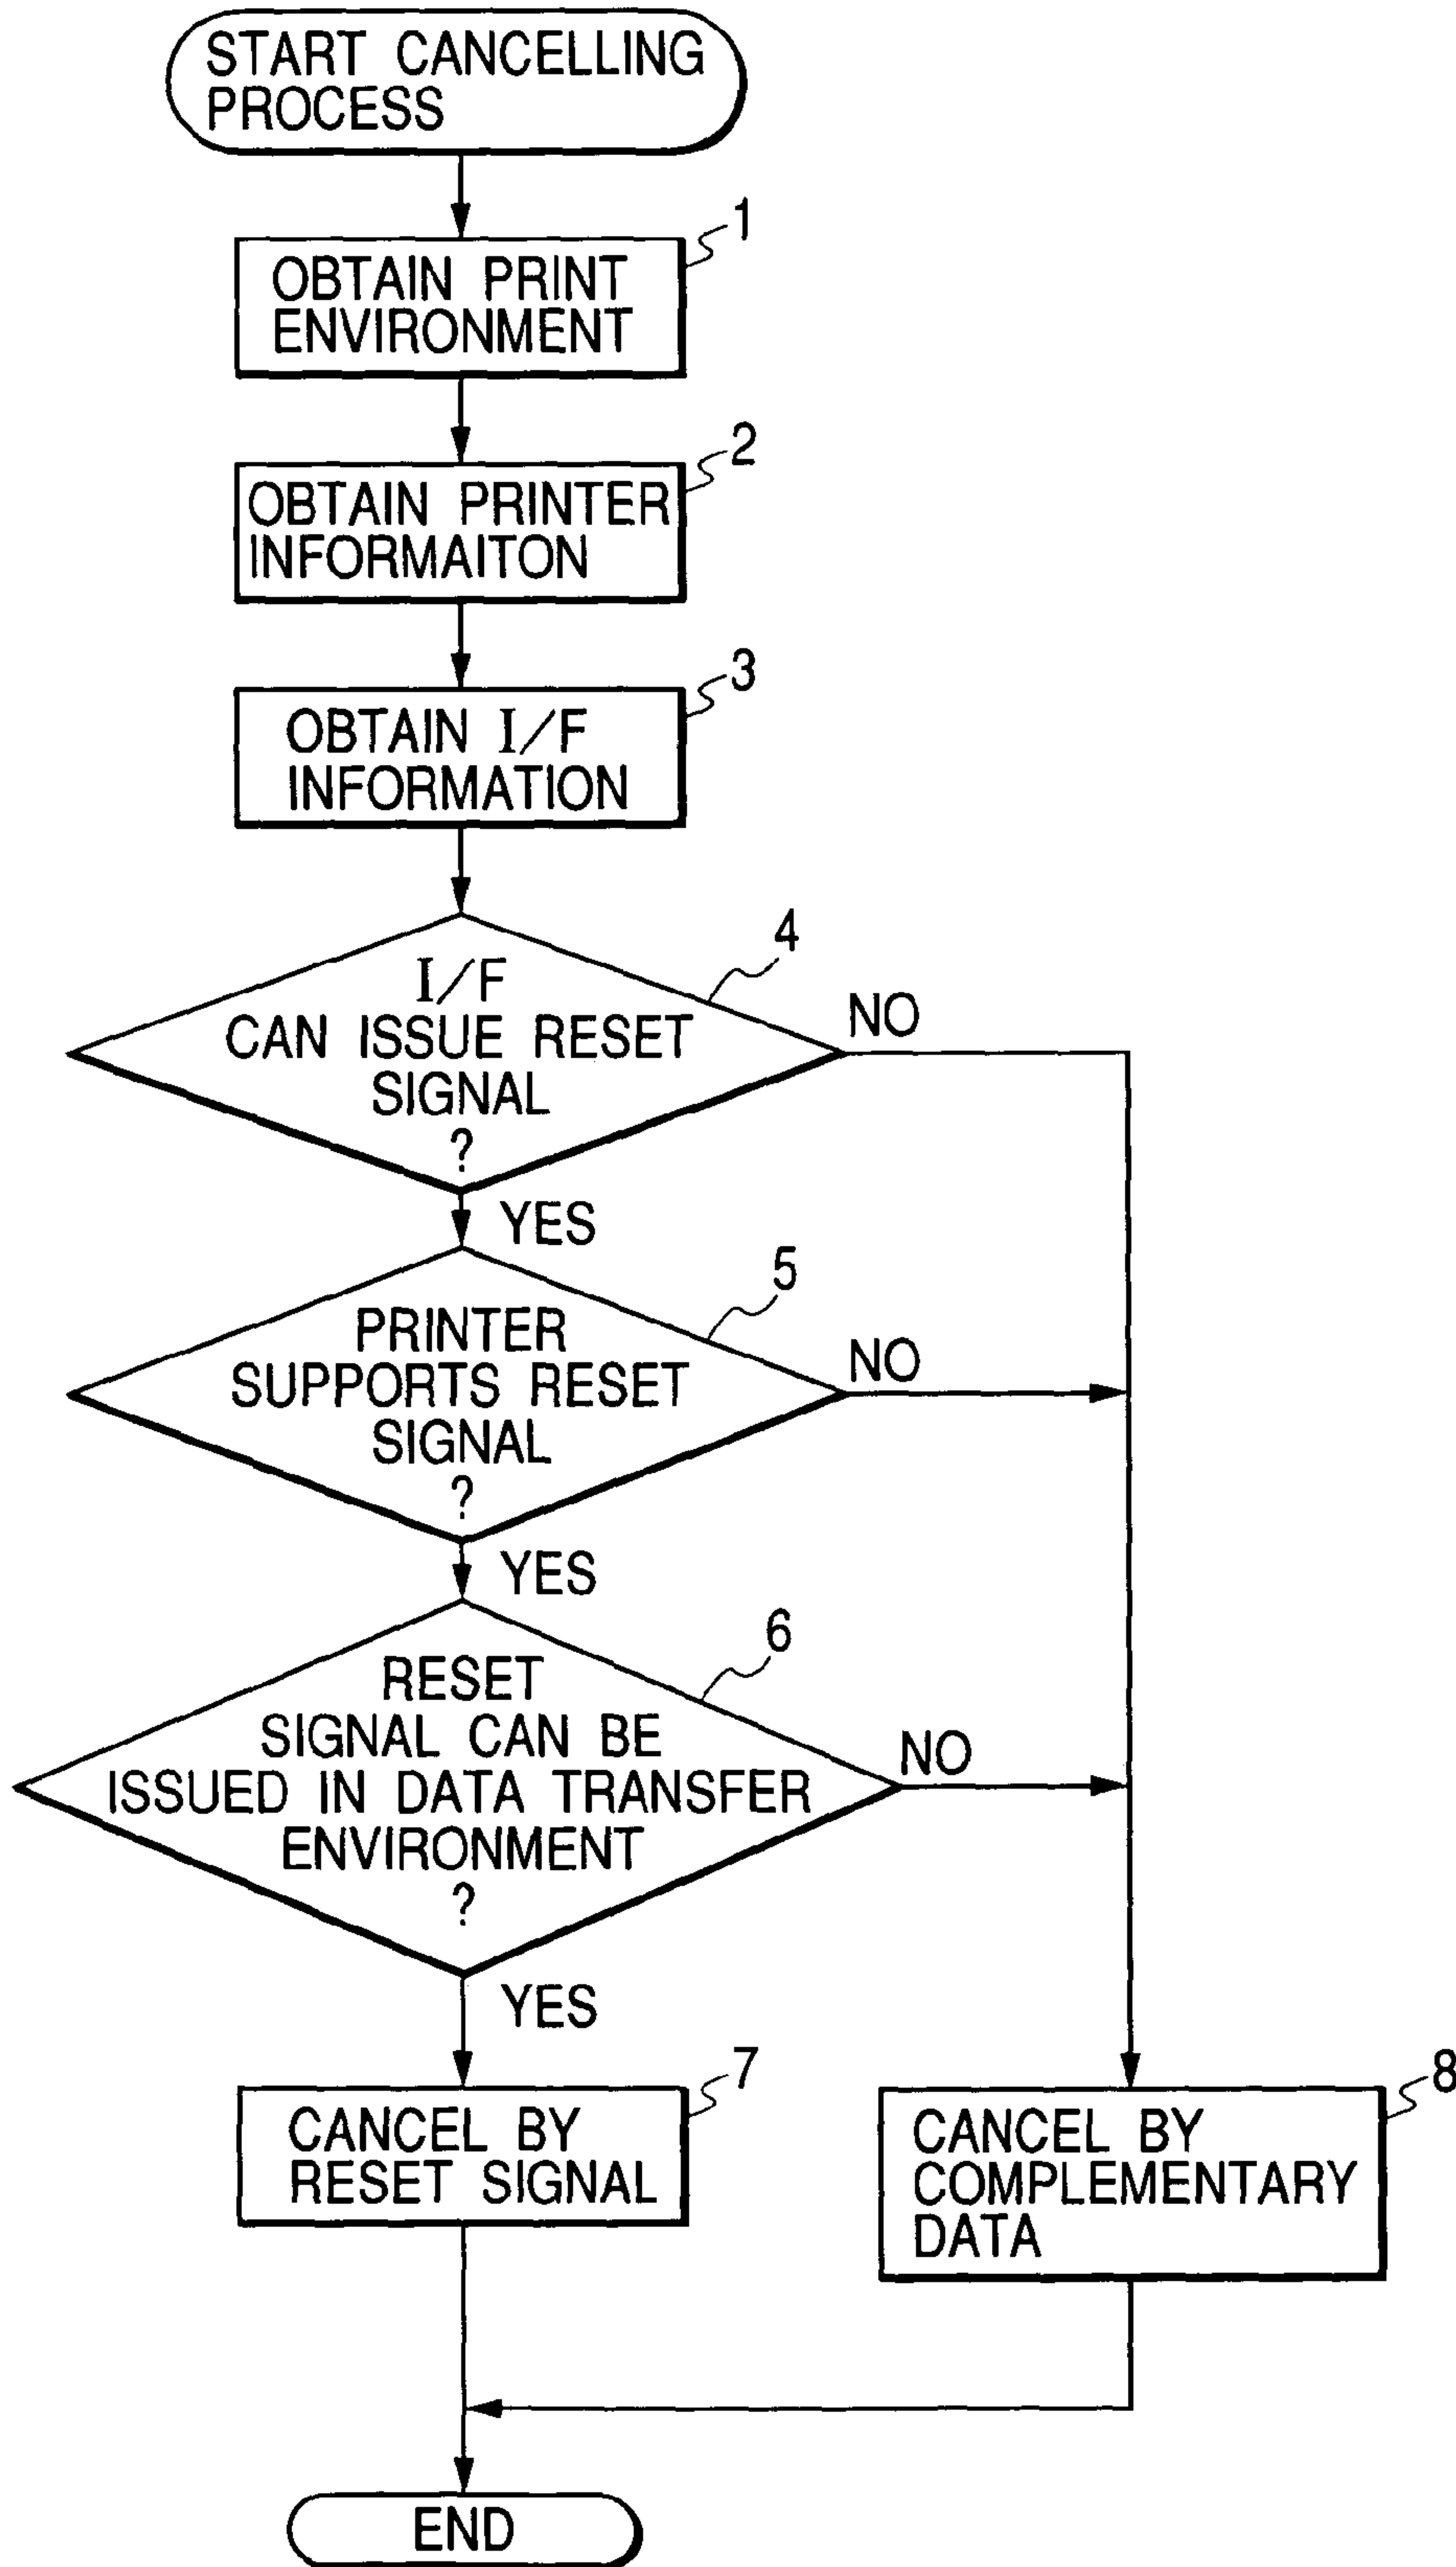 START CANCELLING
PROCESS
1
OBTAIN PRINT
ENVIRONMENT
2
OBTAIN PRINTER
INFORMAITON
3
OBTAIN I/F
INFORMATION
4
I/F
CAN ISSUE RESET
SIGNAL
?
NO
YES
5
PRINTER
SUPPORTS RESET
SIGNAL
?
NO
YES
6
RESET
SIGNAL CAN BE
ISSUED IN DATA TRANSFER
ENVIRONMENT
?
NO
YES
7
CANCEL BY
RESET SIGNAL
8
CANCEL BY
COMPLEMENTARY
DATA
END